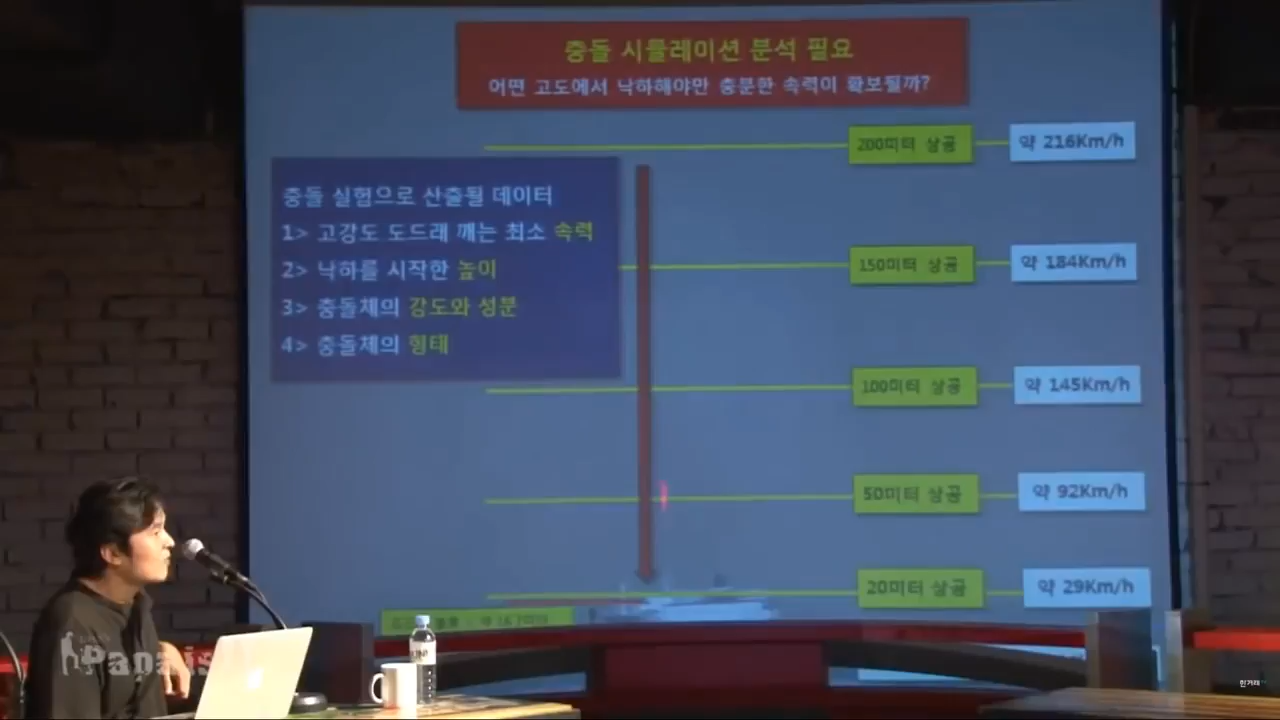 충돌 시뮬레이션 분석 필요
어떤 고도에서 낙하해야만 충분한 속력이 확보될까?
200미터 상공 약 216Km/h
충돌 실험으로 산출될 데이터
1> 고강도 도드래 깨는 최소 속력
2> 낙하를 시작한 높이
3> 충돌체의 강도와 성분
4> 충돌체의 형태
150미터 상공 약 184Km/h
100미터 상공 약 145Km/h
50미터 상공 약 92Km/h
20미터 상공 약 29Km/h
Papa is
한겨레